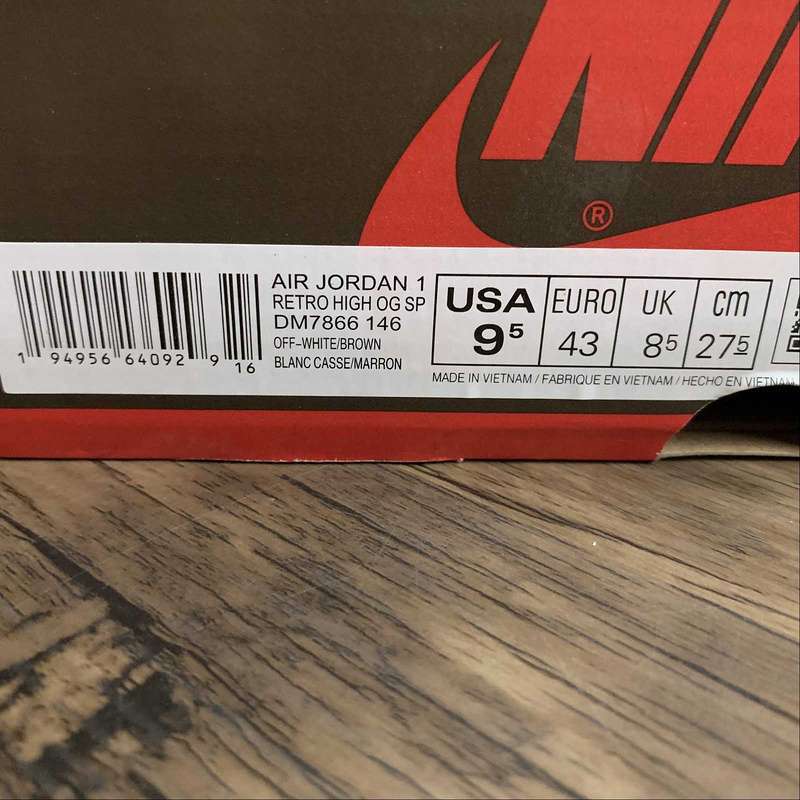 NIK
®
AIR JORDAN 1
RETRO HIGH OG SP
DM7866 146
OFF-WHITE/BROWN
BLANC CASSE/MARRON
1 94956 64092 9 16
USA EURO UK cm
9⁵ 43 8⁵ 27⁵
MADE IN VIETNAM / FABRIQUE EN VIETNAM / HECHO EN VIETNAM